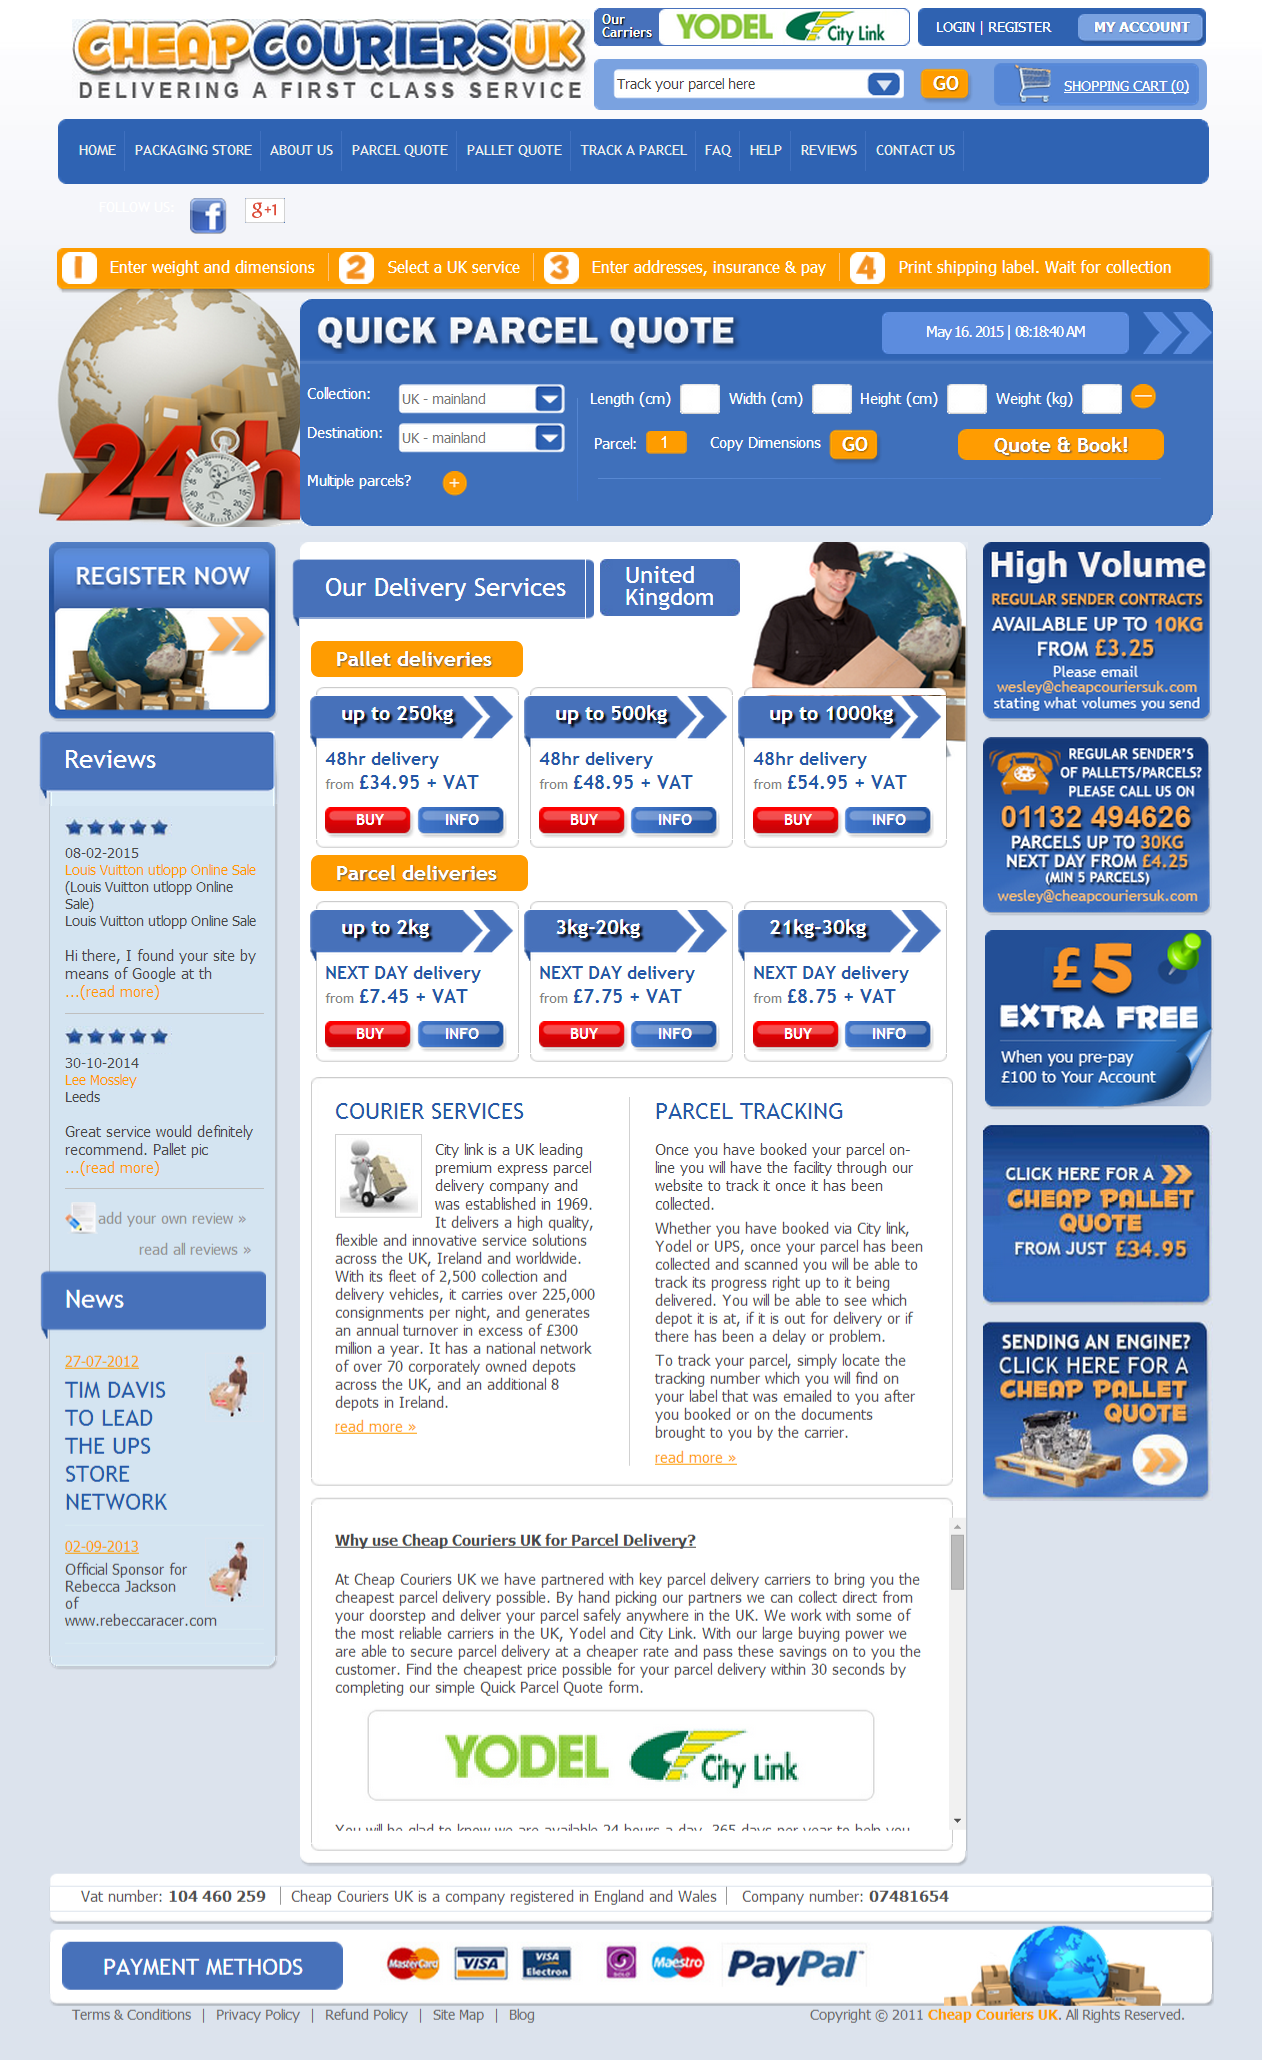 CHEAPCOURIERSUK
DELIVERING A FIRST CLASS SERVICE
Our Carriers
YODEL
City Link
LOGIN | REGISTER
MY ACCOUNT
Track your parcel here
GO
SHOPPING CART (0)
HOME
PACKAGING STORE
ABOUT US
PARCEL QUOTE
PALLET QUOTE
TRACK A PARCEL
FAQ
HELP
REVIEWS
CONTACT US
FOLLOW US:
f
g+1
1 Enter weight and dimensions
2 Select a UK service
3 Enter addresses, insurance & pay
4 Print shipping label. Wait for collection
24h
QUICK PARCEL QUOTE
May 16. 2015 | 08:18:40 AM
Collection:
UK - mainland
Destination:
UK - mainland
Multiple parcels?
+
Length (cm)
Width (cm)
Height (cm)
Weight (kg)
Parcel: 1
Copy Dimensions
GO
Quote & Book!
REGISTER NOW
Reviews
08-02-2015
Louis Vuitton utlopp Online Sale
(Louis Vuitton utlopp Online
Sale)
Louis Vuitton utlopp Online Sale
Hi there, I found your site by
means of Google at th
...(read more)
30-10-2014
Lee Mossley
Leeds
Great service would definitely
recommend. Pallet pic
...(read more)
add your own review »
read all reviews »
News
27-07-2012
TIM DAVIS
TO LEAD
THE UPS
STORE
NETWORK
02-09-2013
Official Sponsor for
Rebecca Jackson
of
www.rebeccaracer.com
Our Delivery Services
United
Kingdom
Pallet deliveries
up to 250kg
48hr delivery
from £34.95 + VAT
BUY
INFO
up to 500kg
48hr delivery
from £48.95 + VAT
BUY
INFO
up to 1000kg
48hr delivery
from £54.95 + VAT
BUY
INFO
Parcel deliveries
up to 2kg
NEXT DAY delivery
from £7.45 + VAT
BUY
INFO
3kg-20kg
NEXT DAY delivery
from £7.75 + VAT
BUY
INFO
21kg-30kg
NEXT DAY delivery
from £8.75 + VAT
BUY
INFO
COURIER SERVICES
City link is a UK leading
premium express parcel
delivery company and
was established in 1969.
It delivers a high quality,
flexible and innovative service solutions
across the UK, Ireland and worldwide.
With its fleet of 2,500 collection and
delivery vehicles, it carries over 225,000
consignments per night, and generates
an annual turnover in excess of £300
million a year. It has a national network
of over 70 corporately owned depots
across the UK, and an additional 8
depots in Ireland.
read more »
PARCEL TRACKING
Once you have booked your parcel on-
line you will have the facility through our
website to track it once it has been
collected.
Whether you have booked via City link,
Yodel or UPS, once your parcel has been
collected and scanned you will be able to
track its progress right up to it being
delivered. You will be able to see which
depot it is at, if it is out for delivery or if
there has been a delay or problem.
To track your parcel, simply locate the
tracking number which you will find on
your label that was emailed to you after
you booked or on the documents
brought to you by the carrier.
read more »
Why use Cheap Couriers UK for Parcel Delivery?
At Cheap Couriers UK we have partnered with key parcel delivery carriers to bring you the
cheapest parcel delivery possible. By hand picking our partners we can collect direct from
your doorstep and deliver your parcel safely anywhere in the UK. We work with some of
the most reliable carriers in the UK, Yodel and City Link. With our large buying power we
are able to secure parcel delivery at a cheaper rate and pass these savings on to you the
customer. Find the cheapest price possible for your parcel delivery within 30 seconds by
completing our simple Quick Parcel Quote form.
YODEL
City Link
You will be glad to know we are available 24 hours a day, 365 days per year to help you
High Volume
REGULAR SENDER CONTRACTS
AVAILABLE UP TO 10KG
FROM £3.25
Please email
wesley@cheapcouriersuk.com
stating what volumes you send
REGULAR SENDER'S
OF PALLETS/PARCELS?
PLEASE CALL US ON
01132 494626
PARCELS UP TO 30KG
NEXT DAY FROM £4.25
(MIN 5 PARCELS)
wesley@cheapcouriersuk.com
£5
EXTRA FREE
When you pre-pay
£100 to Your Account
CLICK HERE FOR A
CHEAP PALLET
QUOTE
FROM JUST £34.95
SENDING AN ENGINE?
CLICK HERE FOR A
CHEAP PALLET
QUOTE
Vat number: 104 460 259
Cheap Couriers UK is a company registered in England and Wales
Company number: 07481654
PAYMENT METHODS
MasterCard
VISA
VISA Electron
SOLO
Maestro
PayPal
Terms & Conditions | Privacy Policy | Refund Policy | Site Map | Blog
Copyright © 2011 Cheap Couriers UK. All Rights Reserved.